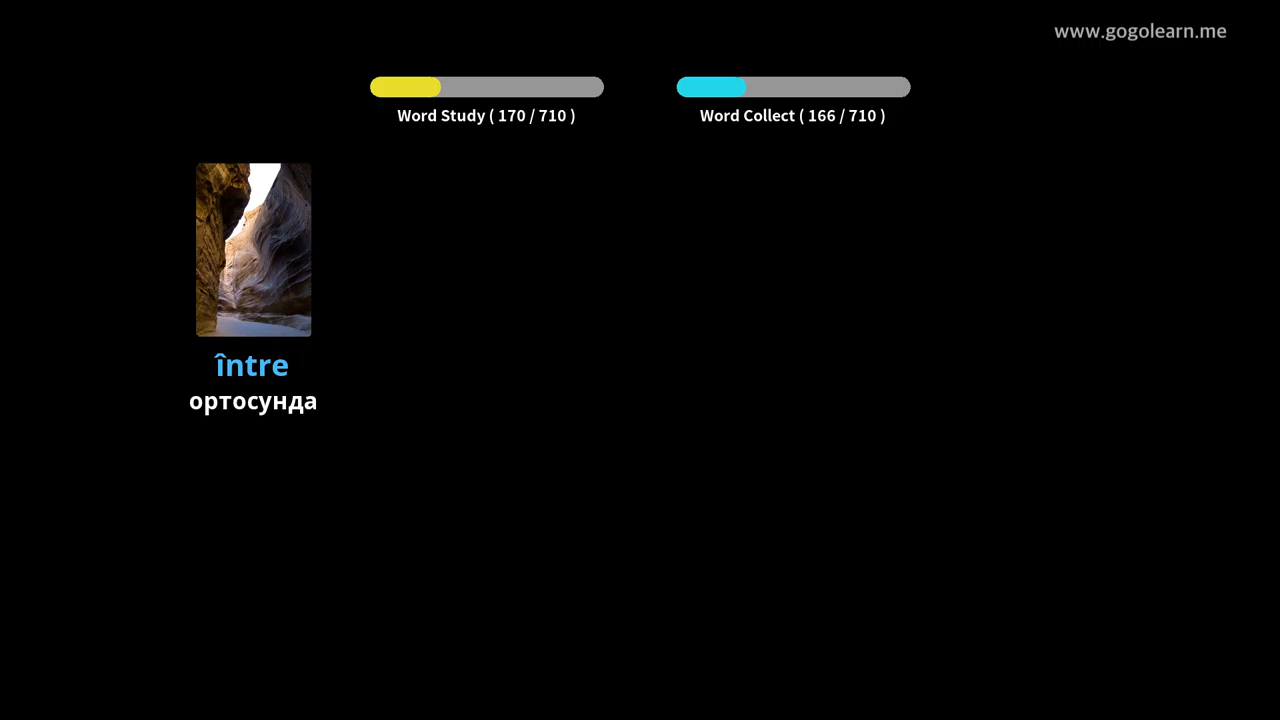 www.gogolearn.me
Word Study ( 170 / 710 )
Word Collect ( 166 / 710 )
între
ортосунда